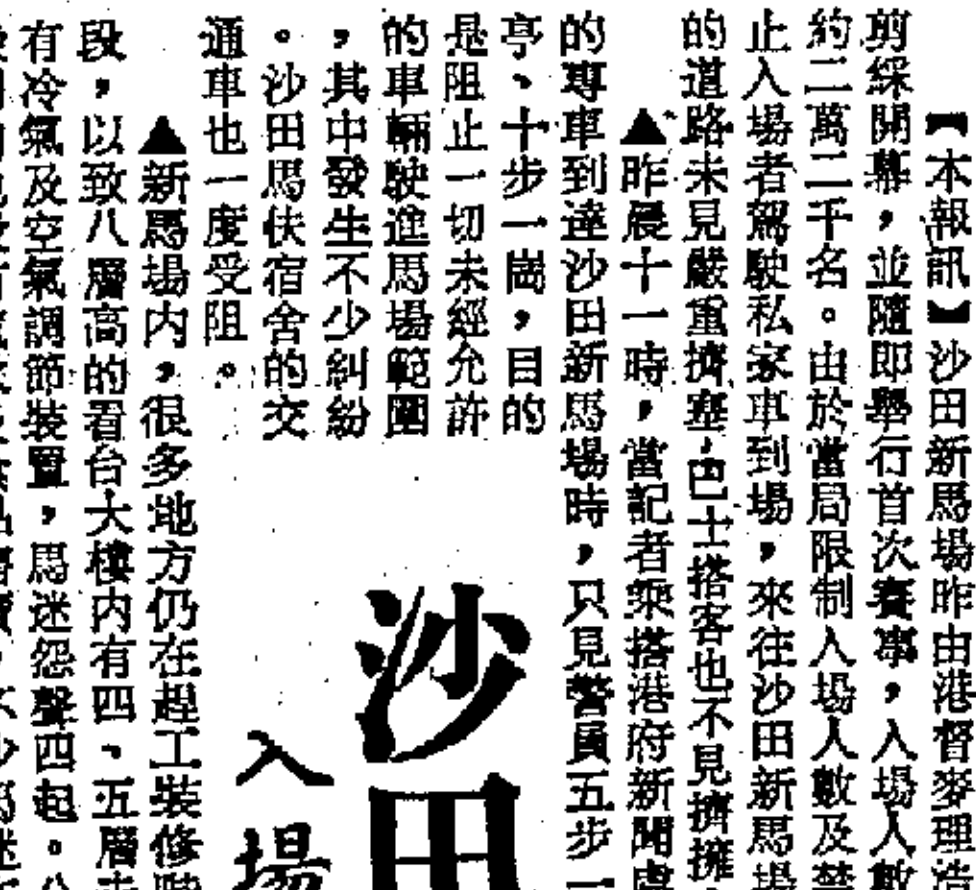 【本報訊】沙田新馬場昨由港督麥理浩
剪綵開幕，並隨即舉行首次賽事，入場人數
約二萬二千名。由於當局限制入場人數及禁
止入場者駕駛私家車到場，來往沙田新馬場
的道路未見嚴重擠塞，巴士搭客也不見擠擁
▲昨晨十一時，當記者乘搭港府新聞處
的專車到達沙田新馬場時，只見警員五步一
亭、十步一崗，目的
是阻止一切未經允許
的車輛駛進馬場範圍
，其中發生不少糾紛
。沙田馬伕宿舍的交
通車也一度受阻。
沙田
入場
▲新馬場內，很多地方仍在趕工裝修
段，以致八層高的看台大樓內有四、五層
有冷氣及空氣調節裝置，馬迷怨聲四起。